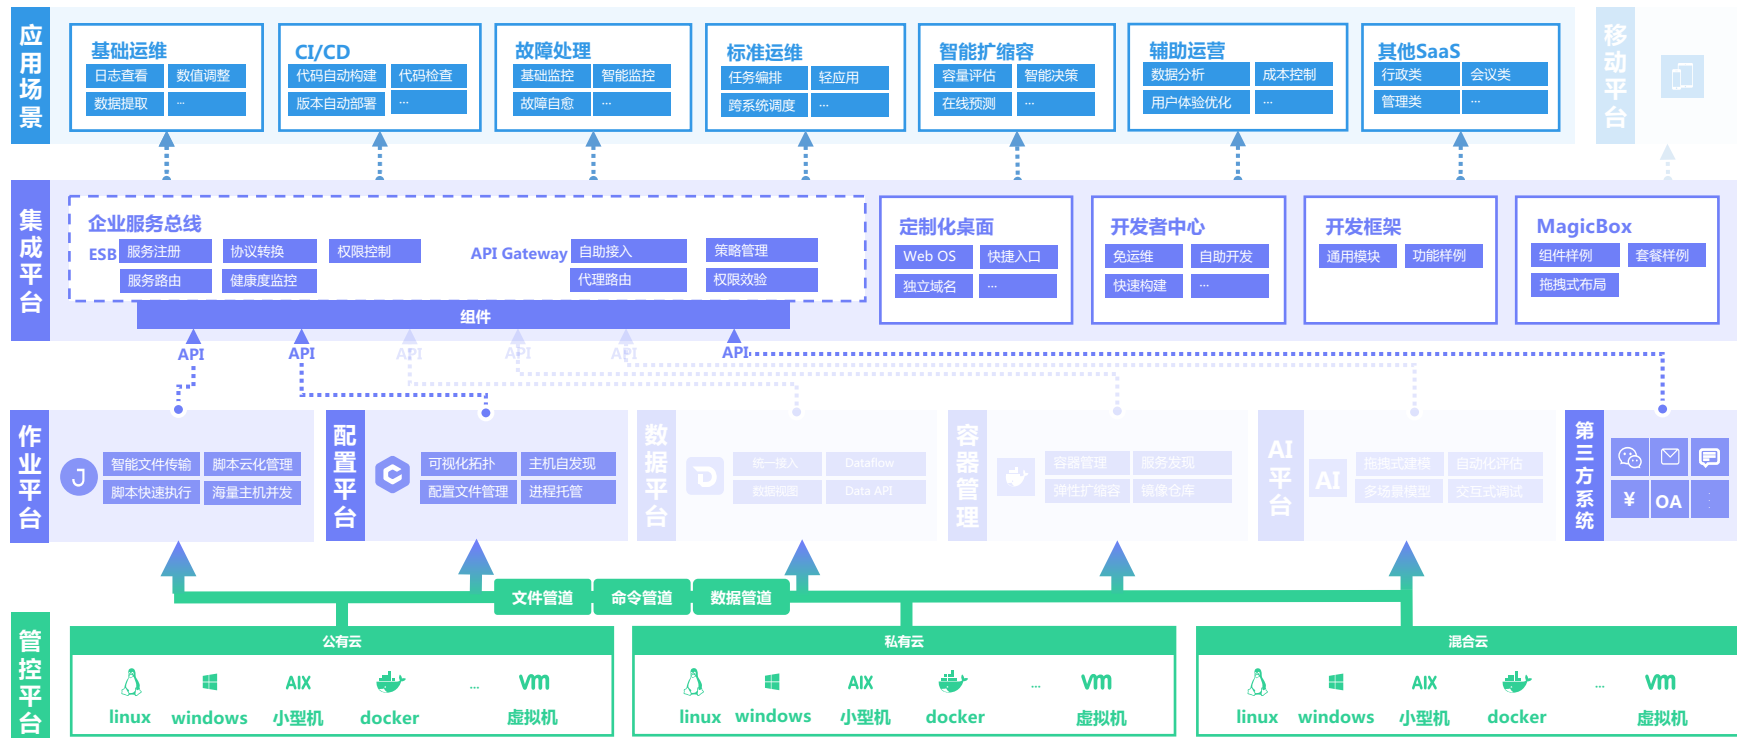 应用场景
基础运维
日志查看 数值调整
数据提取 ...
CI/CD
代码自动构建 代码检查
版本自动部署 ...
故障处理
基础监控 智能监控
故障自愈 ...
标准运维
任务编排 轻应用
跨系统调度 ...
智能扩缩容
容量评估 智能决策
在线预测 ...
辅助运营
数据分析 成本控制
用户体验优化 ...
其他SaaS
行政类 会议类
管理类 ...
移动平台
集成平台
企业服务总线
ESB 服务注册 协议转换 权限控制
服务路由 健康度监控
API Gateway 自助接入 策略管理
代理路由 权限效验
组件
定制化桌面
Web OS 快捷入口
独立域名 ...
开发者中心
免运维 自助开发
快速构建 ...
开发框架
通用模块 功能样例
MagicBox
组件样例 套餐样例
拖拽式布局
API API API API API API
作业平台
J
智能文件传输 脚本云化管理
脚本快速执行 海量主机并发
配置平台
C
可视化拓扑 主机自发现
配置文件管理 进程托管
数据平台
D
统一接入 Dataflow
数据视图 Data API
容器管理
容器管理 服务发现
弹性扩缩容 镜像仓库
AI平台
AI
拖拽式建模 自动化评估
多场景模型 交互式调试
第三方系统
¥ OA ...
文件管道 命令管道 数据管道
管控平台
公有云
AIX ... vm
linux windows 小型机 docker 虚拟机
私有云
AIX ... vm
linux windows 小型机 docker 虚拟机
混合云
AIX ... vm
linux windows 小型机 docker 虚拟机